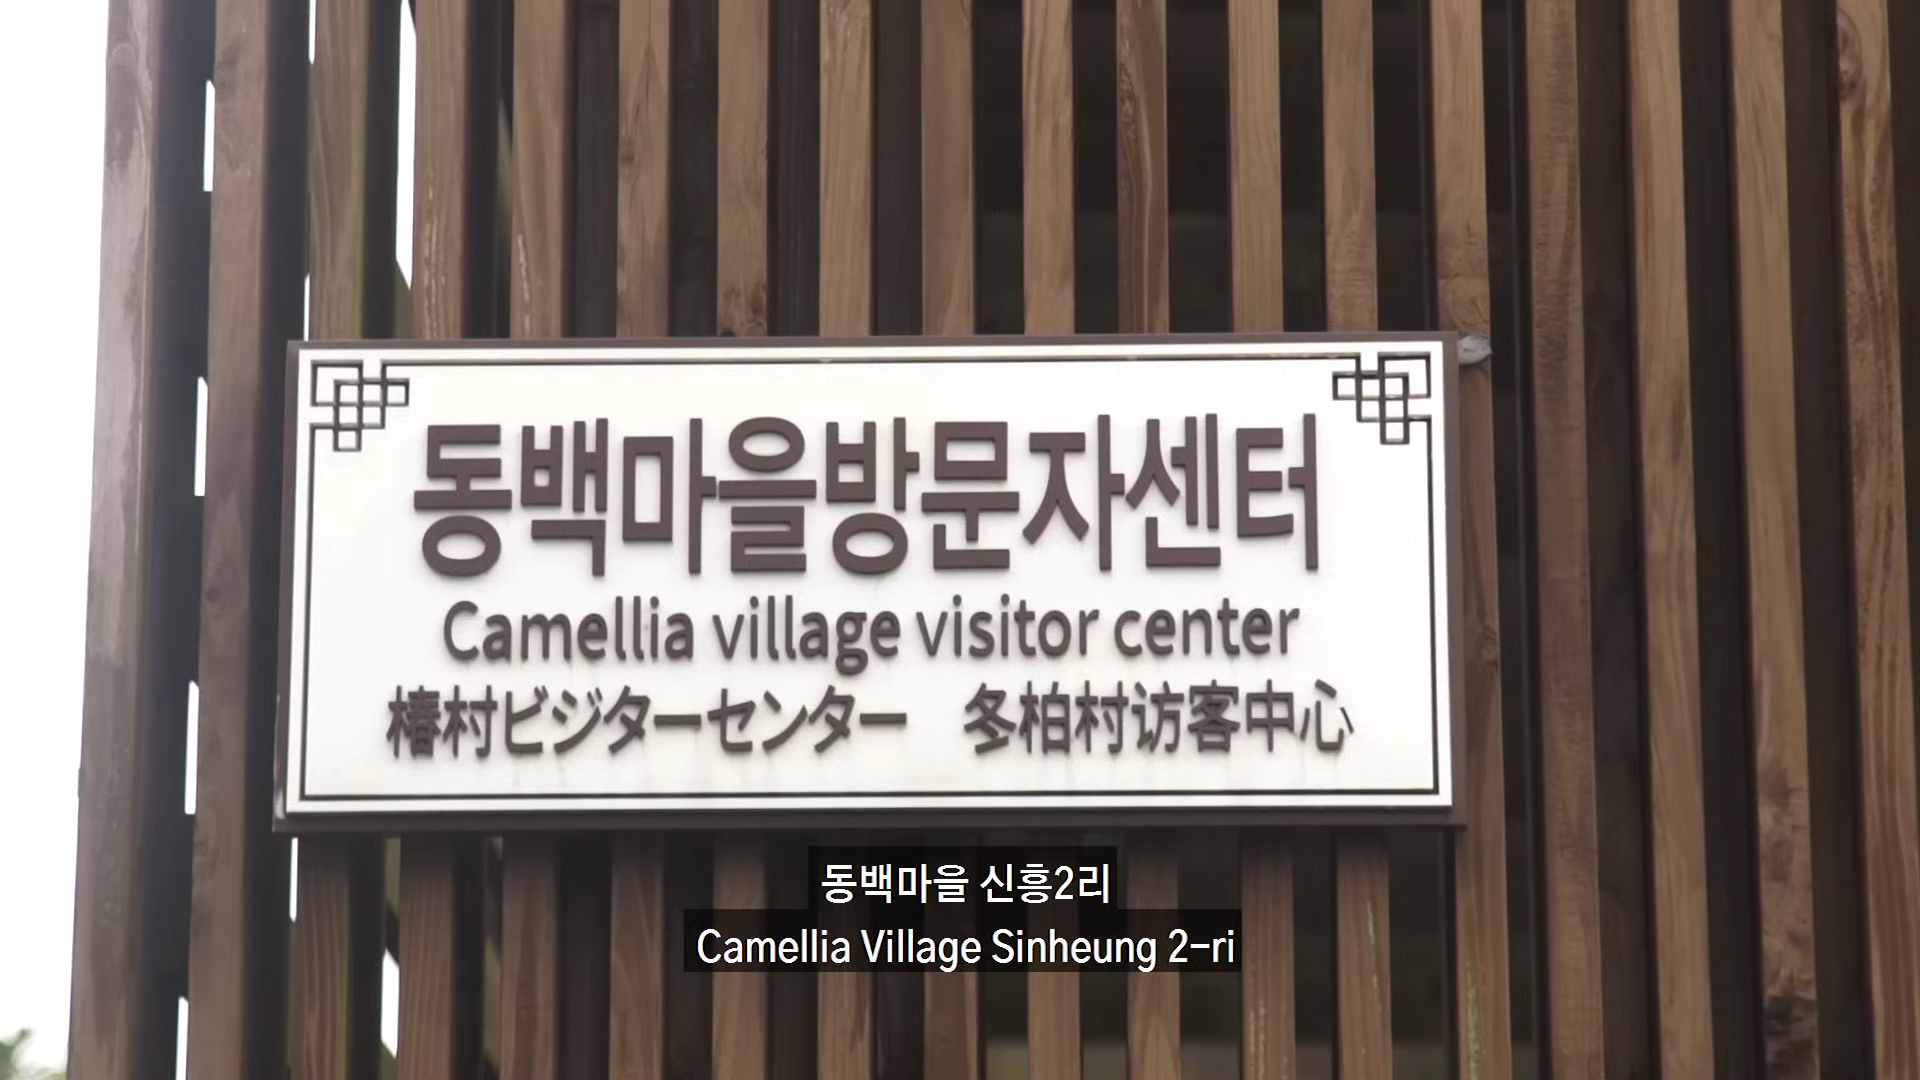 동백마을방문자센터
Camellia village visitor center
椿村ビジターセンター 冬柏村访客中心
동백마을 신흥2리
Camellia Village Sinheung 2-ri